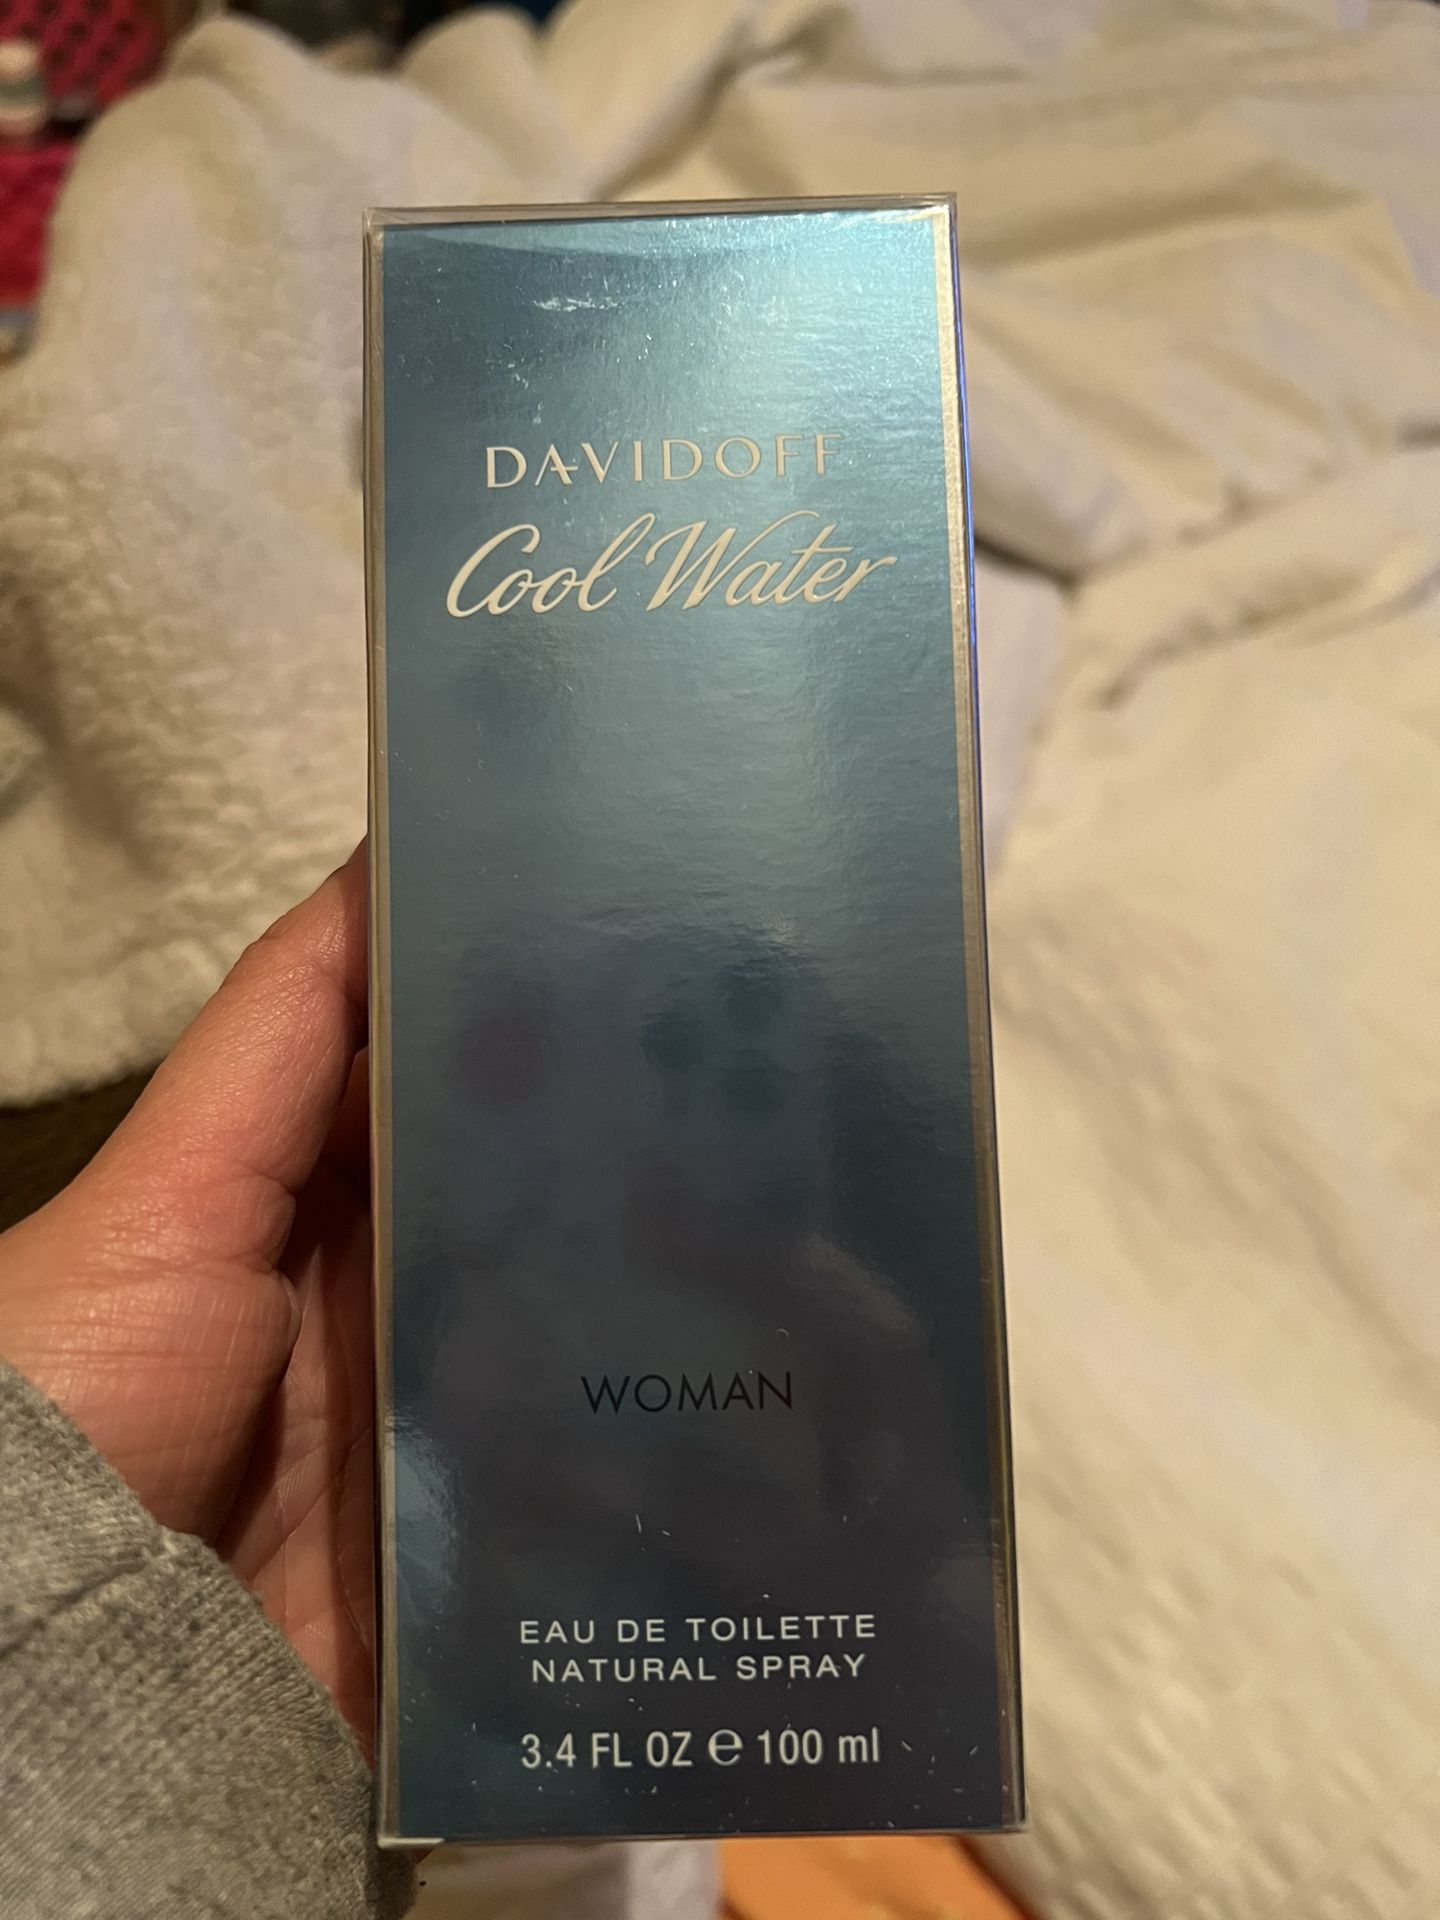 DAVIDOFF
Cool Water
WOMAN
EAU DE TOILETTE
NATURAL SPRAY
3.4 FL OZ ℮ 100 ml